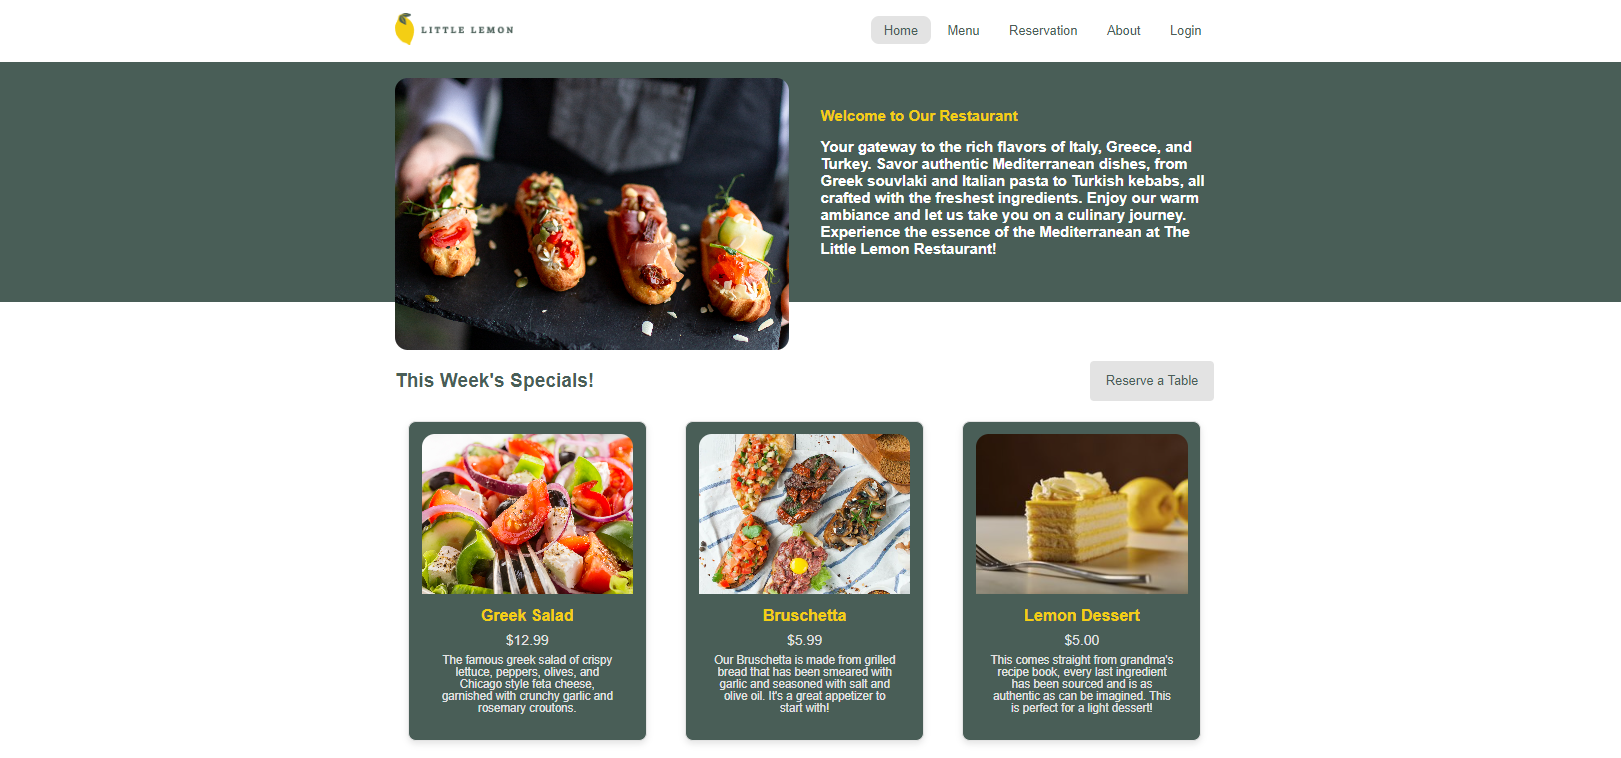 LITTLE LEMON
Home Menu Reservation About Login
Welcome to Our Restaurant
Your gateway to the rich flavors of Italy, Greece, and
Turkey. Savor authentic Mediterranean dishes, from
Greek souvlaki and Italian pasta to Turkish kebabs, all
crafted with the freshest ingredients. Enjoy our warm
ambiance and let us take you on a culinary journey.
Experience the essence of the Mediterranean at The
Little Lemon Restaurant!
This Week's Specials!
Reserve a Table
Greek Salad
$12.99
The famous greek salad of crispy
lettuce, peppers, olives, and
Chicago style feta cheese,
garnished with crunchy garlic and
rosemary croutons.
Bruschetta
$5.99
Our Bruschetta is made from grilled
bread that has been smeared with
garlic and seasoned with salt and
olive oil. It's a great appetizer to
start with!
Lemon Dessert
$5.00
This comes straight from grandma's
recipe book, every last ingredient
has been sourced and is as
authentic as can be imagined. This
is perfect for a light dessert!